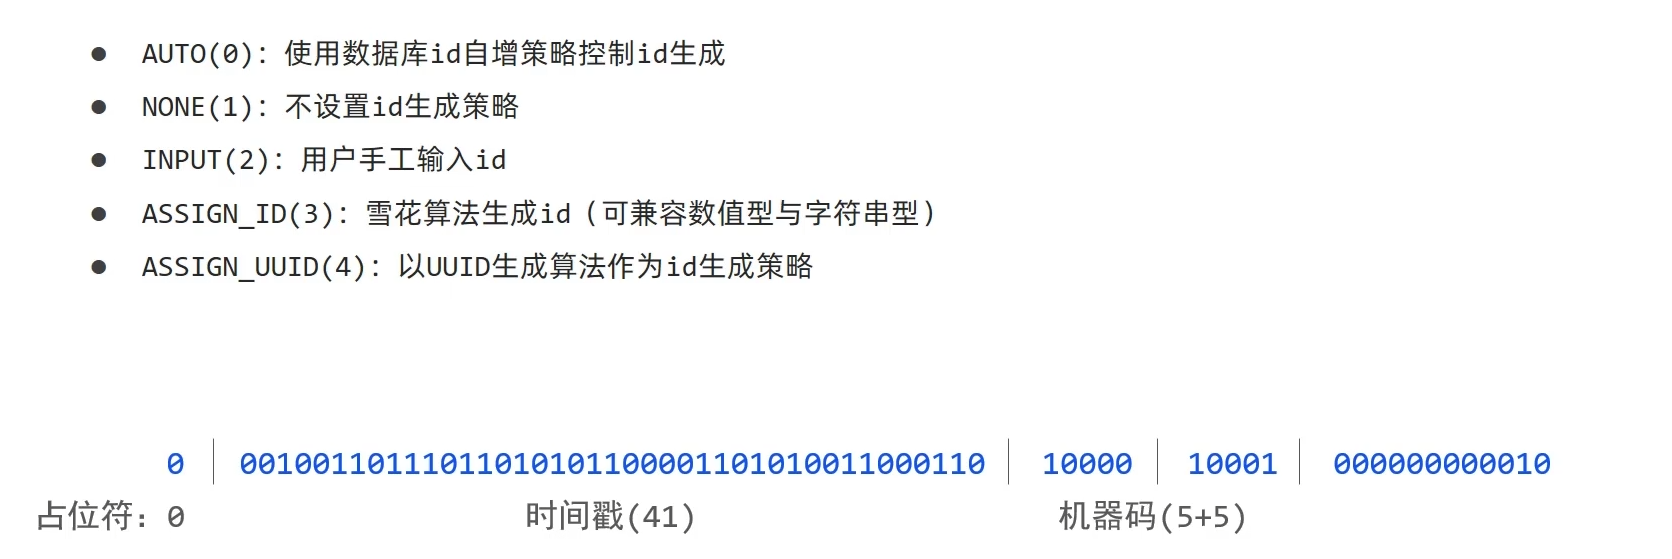 ● AUTO(0): 使用数据库id自增策略控制id生成
● NONE(1): 不设置id生成策略
● INPUT(2): 用户手工输入id
● ASSIGN_ID(3): 雪花算法生成id（可兼容数值型与字符串型）
● ASSIGN_UUID(4): 以UUID生成算法作为id生成策略
0 | 00100110111011010101100001101010011000110 | 10000 | 10001 | 000000000010
占位符: 0 时间戳(41) 机器码(5+5)